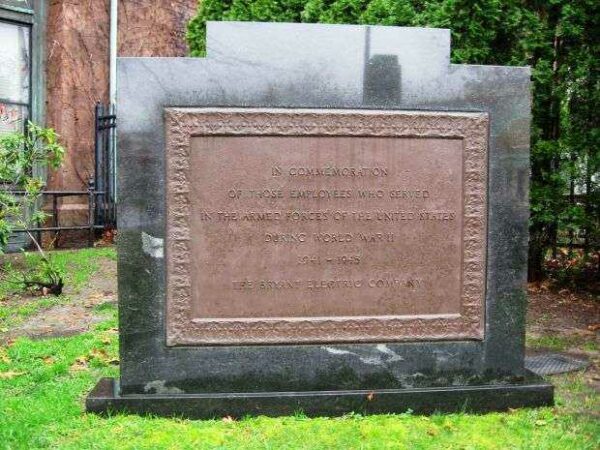 IN COMMEMORATION
OF THOSE EMPLOYEES WHO SERVED
IN THE ARMED FORCES OF THE UNITED STATES
DURING WORLD WAR II
1941 - 1945
THE BRYANT ELECTRIC COMPANY